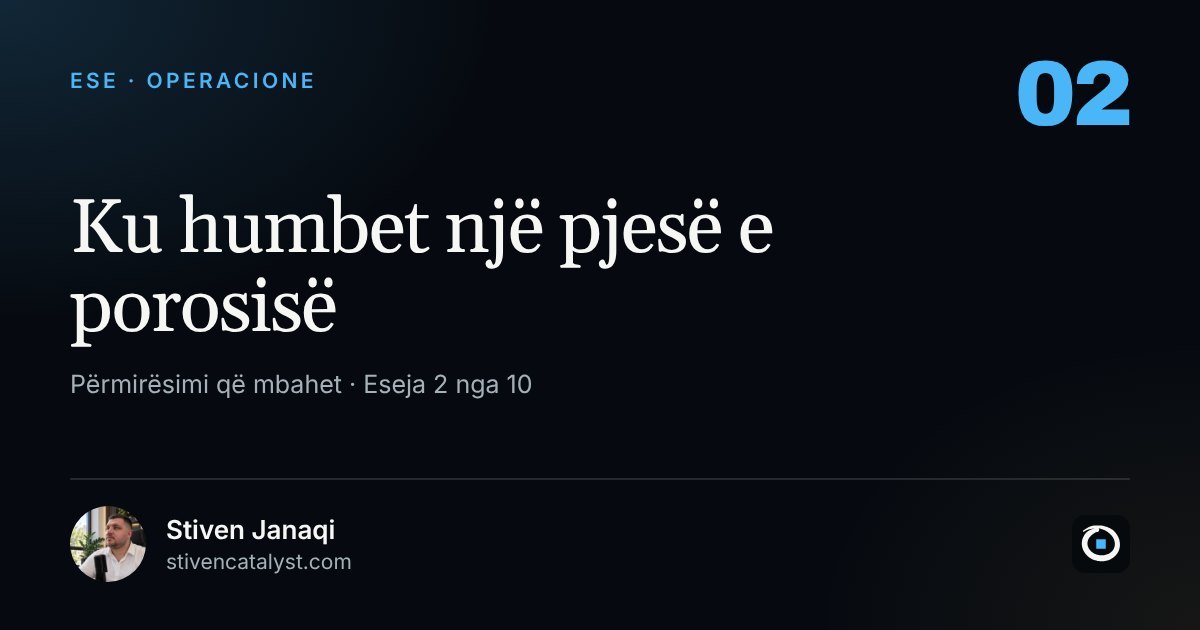 ESE · OPERACIONE
02
Ku humbet një pjesë e
porosisë
Përmirësimi që mbahet · Eseja 2 nga 10
Stiven Janaqi
stivencatalyst.com